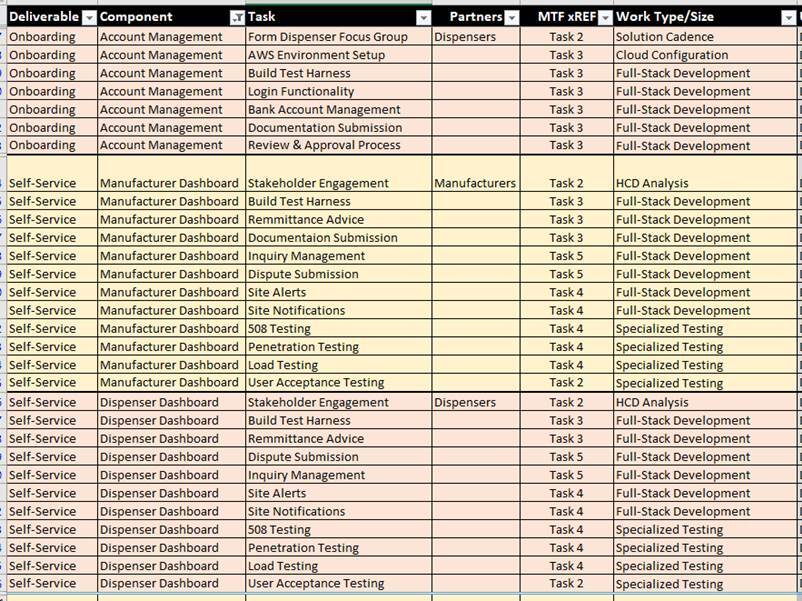 Deliverable Component Task Partners MTF xREF Work Type/Size
Onboarding Account Management Form Dispenser Focus Group Dispensers Task 2 Solution Cadence
Onboarding Account Management AWS Environment Setup Task 3 Cloud Configuration
Onboarding Account Management Build Test Harness Task 3 Full-Stack Development
Onboarding Account Management Login Functionality Task 3 Full-Stack Development
Onboarding Account Management Bank Account Management Task 3 Full-Stack Development
Onboarding Account Management Documentation Submission Task 3 Full-Stack Development
Onboarding Account Management Review & Approval Process Task 3 Full-Stack Development
Self-Service Manufacturer Dashboard Stakeholder Engagement Manufacturers Task 2 HCD Analysis
Self-Service Manufacturer Dashboard Build Test Harness Task 3 Full-Stack Development
Self-Service Manufacturer Dashboard Remmittance Advice Task 3 Full-Stack Development
Self-Service Manufacturer Dashboard Documentaion Submission Task 3 Full-Stack Development
Self-Service Manufacturer Dashboard Inquiry Management Task 5 Full-Stack Development
Self-Service Manufacturer Dashboard Dispute Submission Task 5 Full-Stack Development
Self-Service Manufacturer Dashboard Site Alerts Task 4 Full-Stack Development
Self-Service Manufacturer Dashboard Site Notifications Task 4 Full-Stack Development
Self-Service Manufacturer Dashboard 508 Testing Task 4 Specialized Testing
Self-Service Manufacturer Dashboard Penetration Testing Task 4 Specialized Testing
Self-Service Manufacturer Dashboard Load Testing Task 4 Specialized Testing
Self-Service Manufacturer Dashboard User Acceptance Testing Task 2 Specialized Testing
Self-Service Dispenser Dashboard Stakeholder Engagement Dispensers Task 2 HCD Analysis
Self-Service Dispenser Dashboard Build Test Harness Task 3 Full-Stack Development
Self-Service Dispenser Dashboard Remmittance Advice Task 3 Full-Stack Development
Self-Service Dispenser Dashboard Dispute Submission Task 5 Full-Stack Development
Self-Service Dispenser Dashboard Inquiry Management Task 5 Full-Stack Development
Self-Service Dispenser Dashboard Site Alerts Task 4 Full-Stack Development
Self-Service Dispenser Dashboard Site Notifications Task 4 Full-Stack Development
Self-Service Dispenser Dashboard 508 Testing Task 4 Specialized Testing
Self-Service Dispenser Dashboard Penetration Testing Task 4 Specialized Testing
Self-Service Dispenser Dashboard Load Testing Task 4 Specialized Testing
Self-Service Dispenser Dashboard User Acceptance Testing Task 2 Specialized Testing